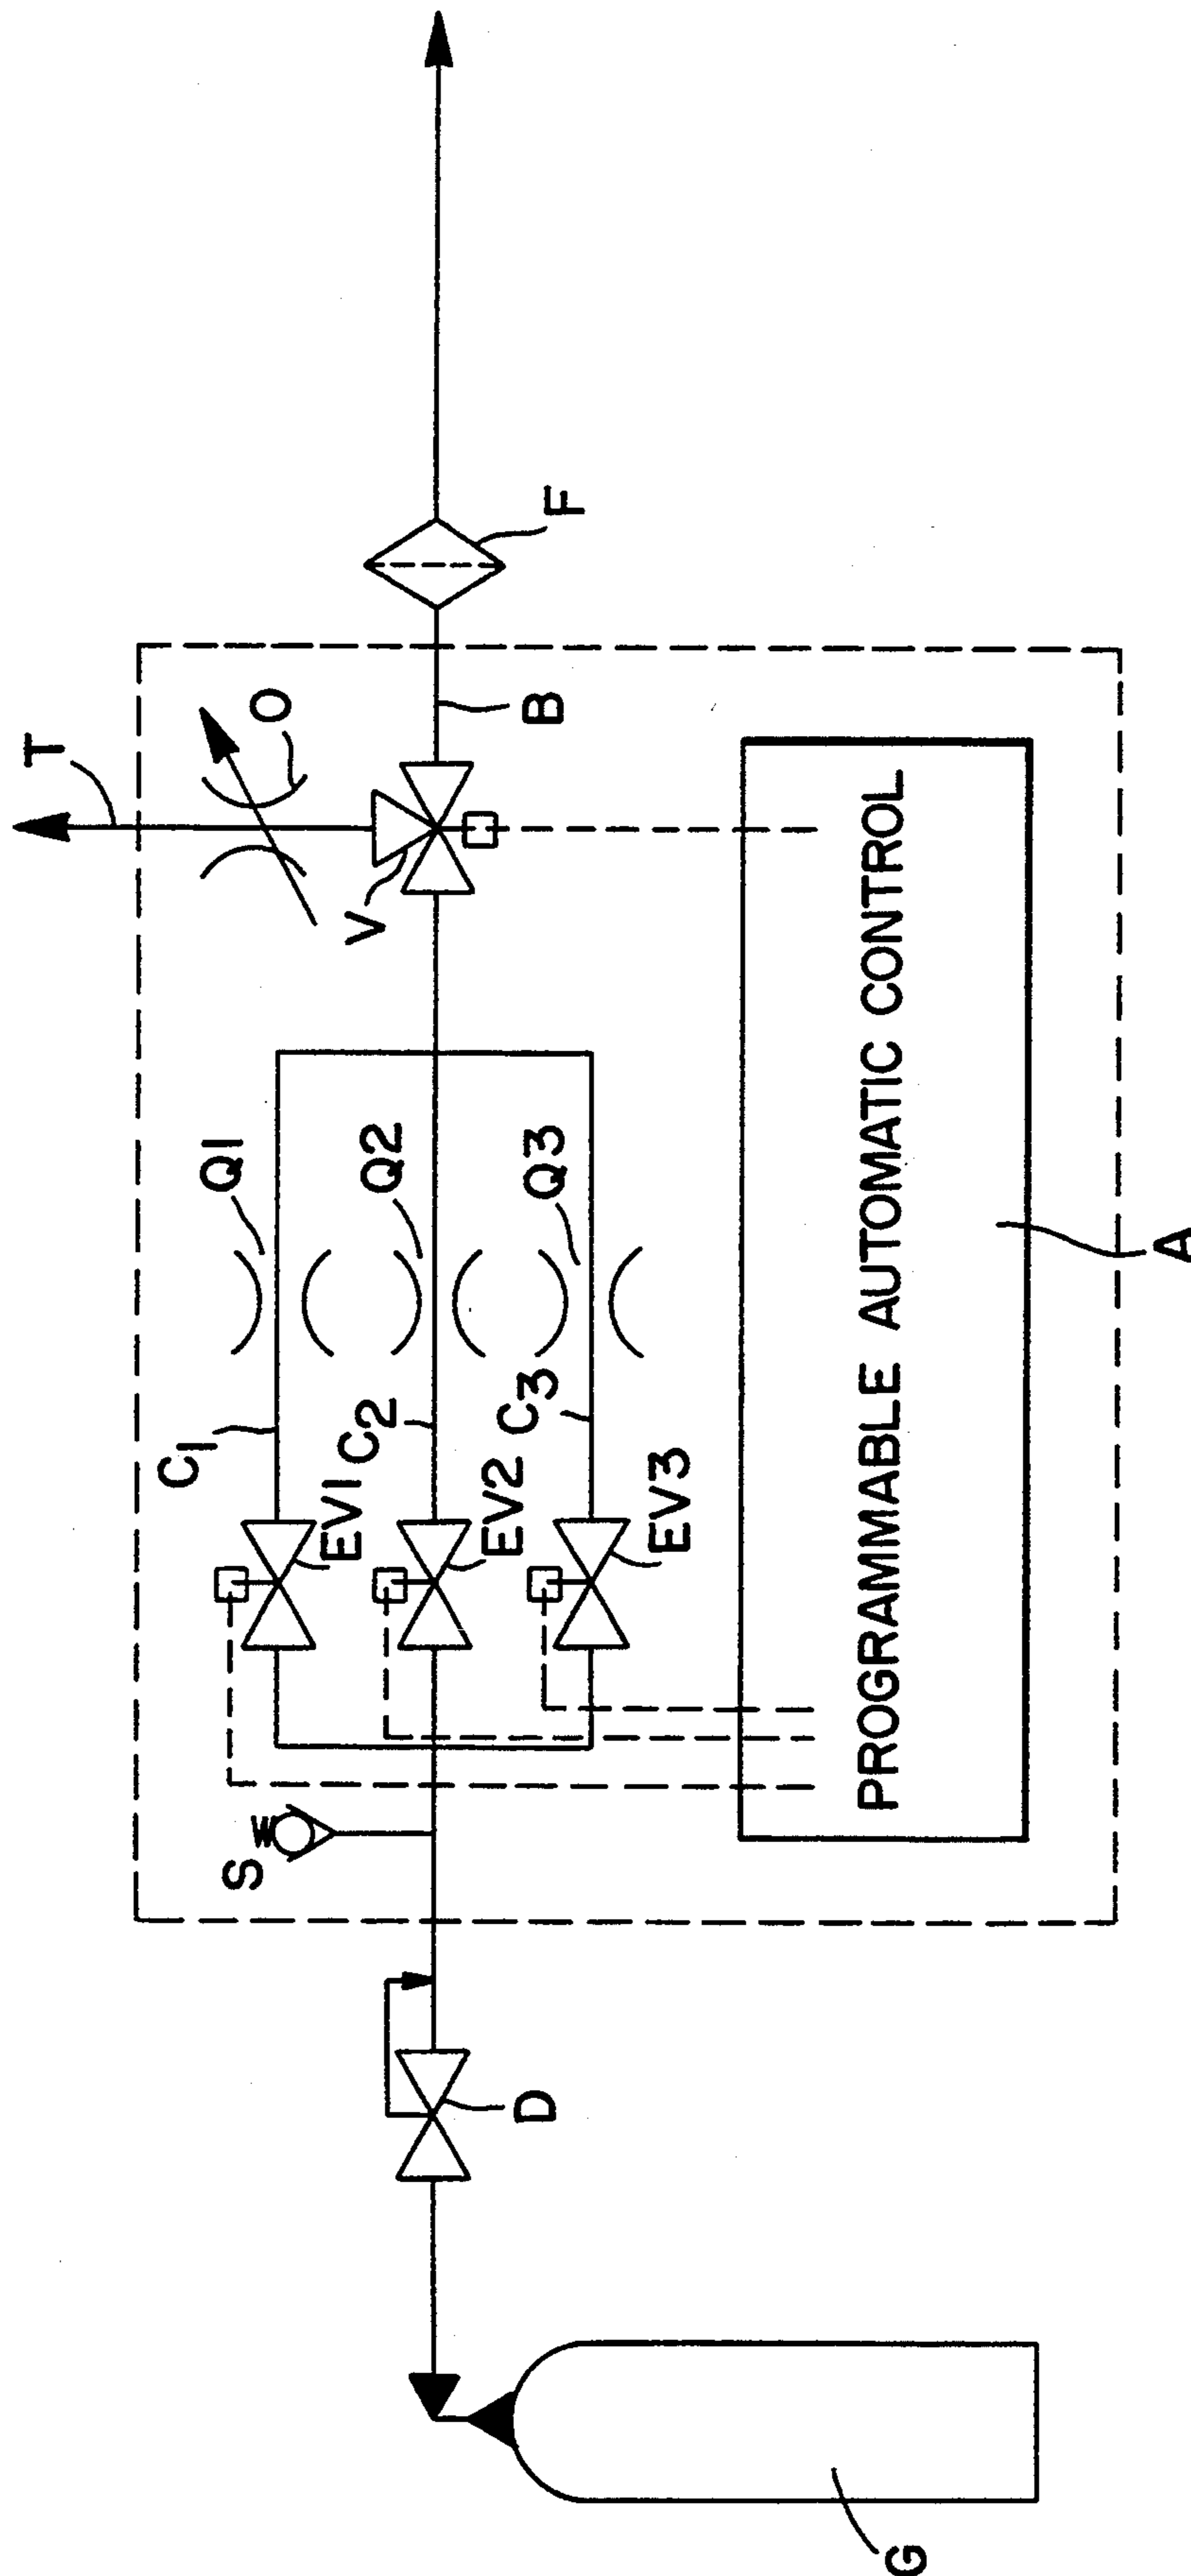 T
O
V
B
F
Q1
Q2
Q3
C1
C2
C3
EV1
EV2
EV3
S
W
D
G
PROGRAMMABLE AUTOMATIC CONTROL
A